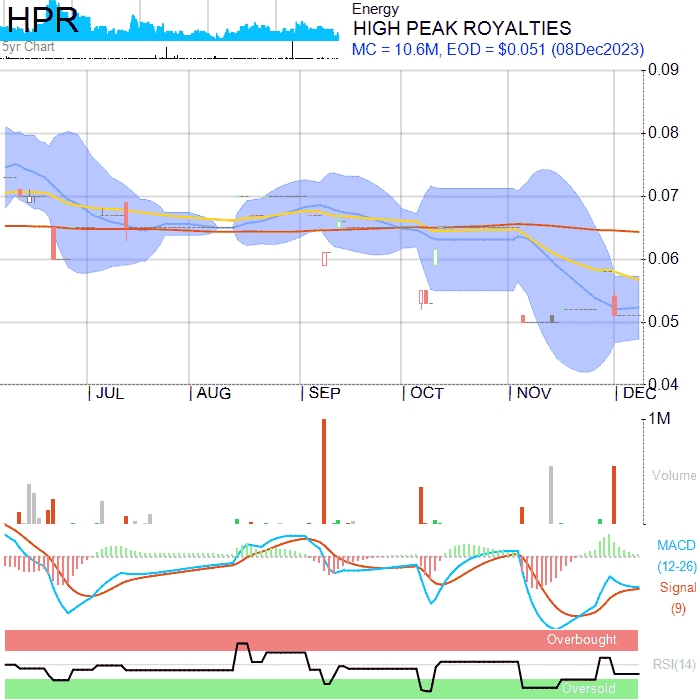 HPR
Energy
HIGH PEAK ROYALTIES
5yr Chart
MC = 10.6M, EOD = $0.051 (08Dec2023)
0.09
0.08
0.07
0.06
0.05
0.04
JUL AUG SEP OCT NOV DEC
1M
Volume
MACD
(12-26)
Signal
(9)
Overbought
RSI(14)
Oversold